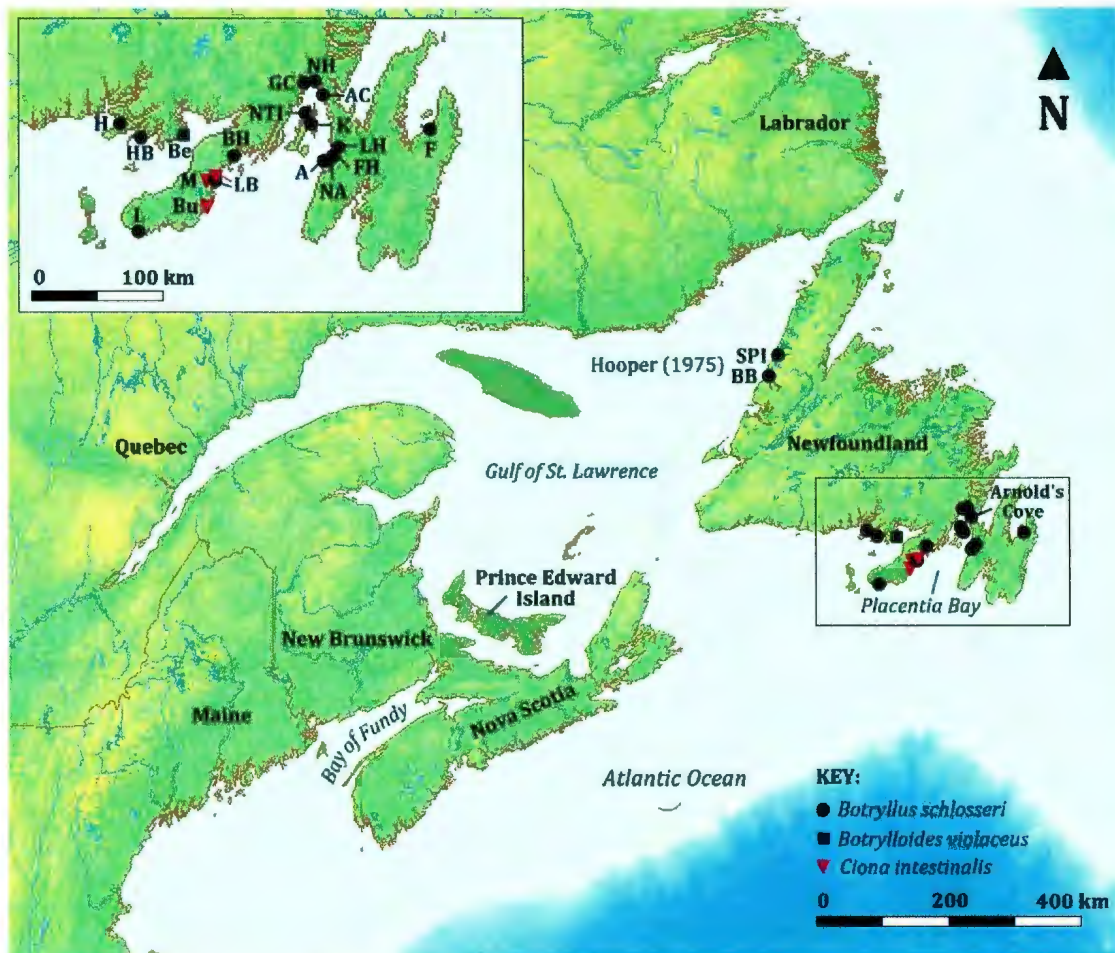 NH
GC
AC
NTI
H
K
HB
Be
BH
LH
F
A
FH
M
LB
NA
L
Bu
0 100 km
N
Labrador
SPI
Hooper (1975)
BB
Quebec
Newfoundland
Gulf of St. Lawrence
Arnold's
Cove
Prince Edward
Island
Placentia Bay
New Brunswick
Maine
Bay of Fundy
Nova Scotia
Atlantic Ocean
KEY:
Botryllus schlosseri
Botrylloides violaceus
Ciona intestinalis
0 200 400 km